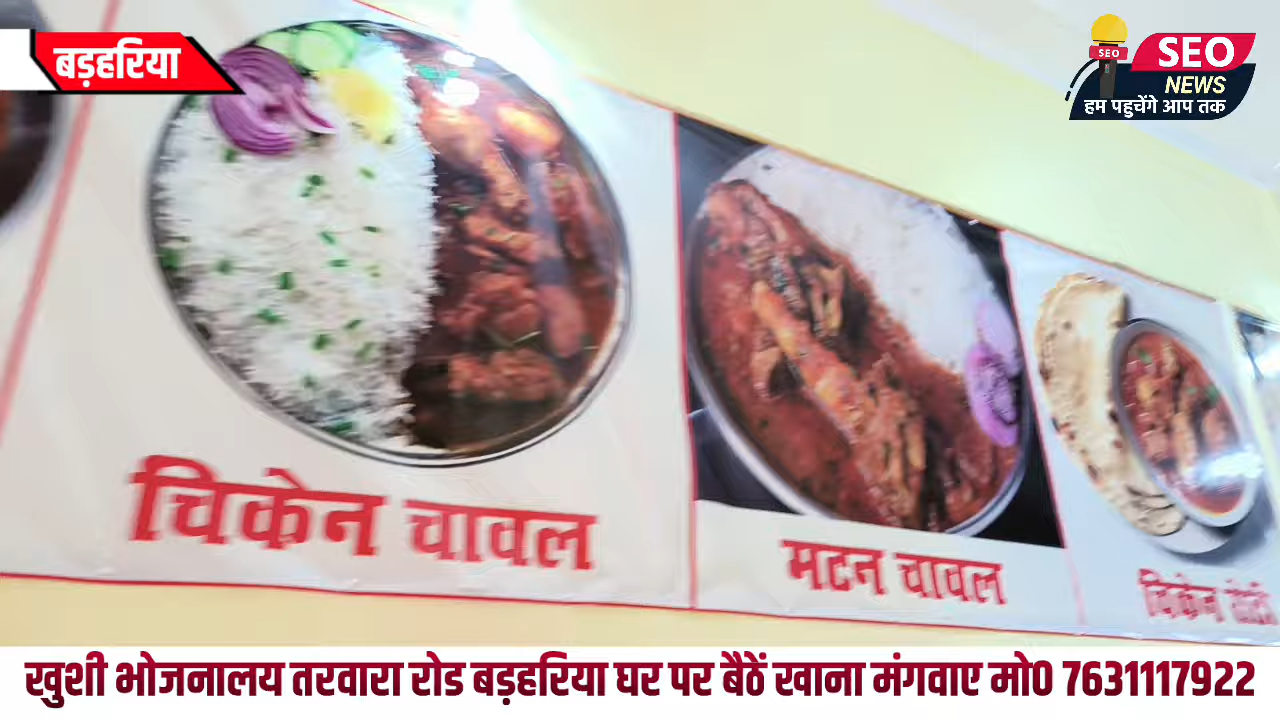 बड़हरिया
SEO
SEO
NEWS
हम पहुचेंगे आप तक
चिकेन चावल
मटन चावल
चिकेन रोटी
खुशी भोजनालय तरवारा रोड बड़हरिया घर पर बैठें खाना मंगवाए मो0 7631117922